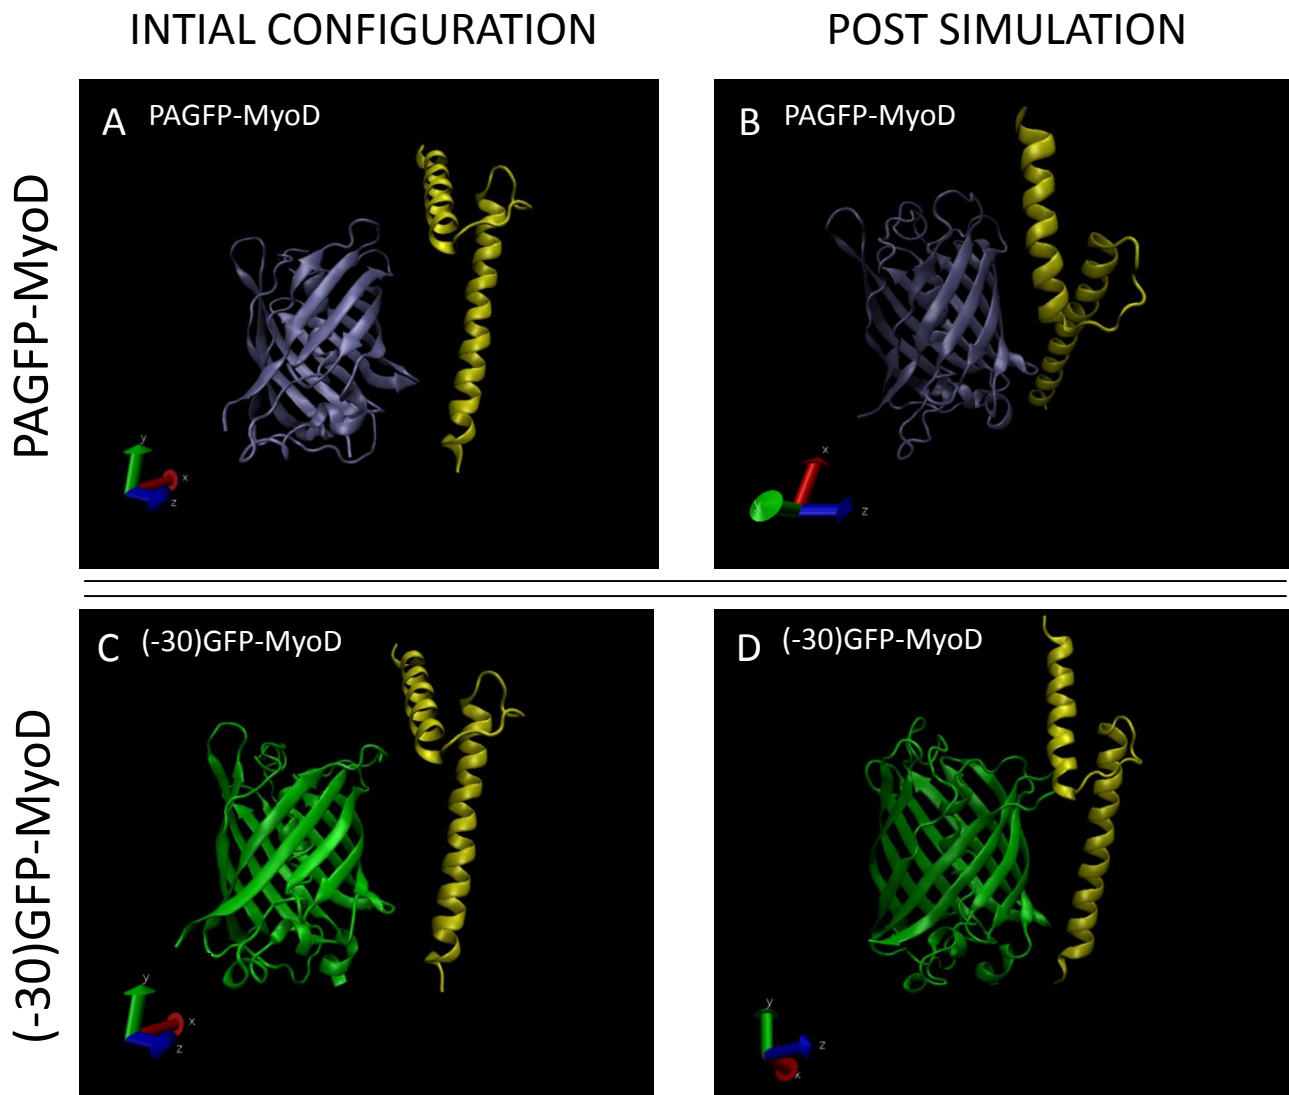 INTIAL CONFIGURATION
POST SIMULATION
PAGFP-MyoD
A PAGFP-MyoD
y
x
z
B PAGFP-MyoD
x
y
z
(-30)GFP-MyoD
C (-30)GFP-MyoD
y
x
z
D (-30)GFP-MyoD
y
z
x